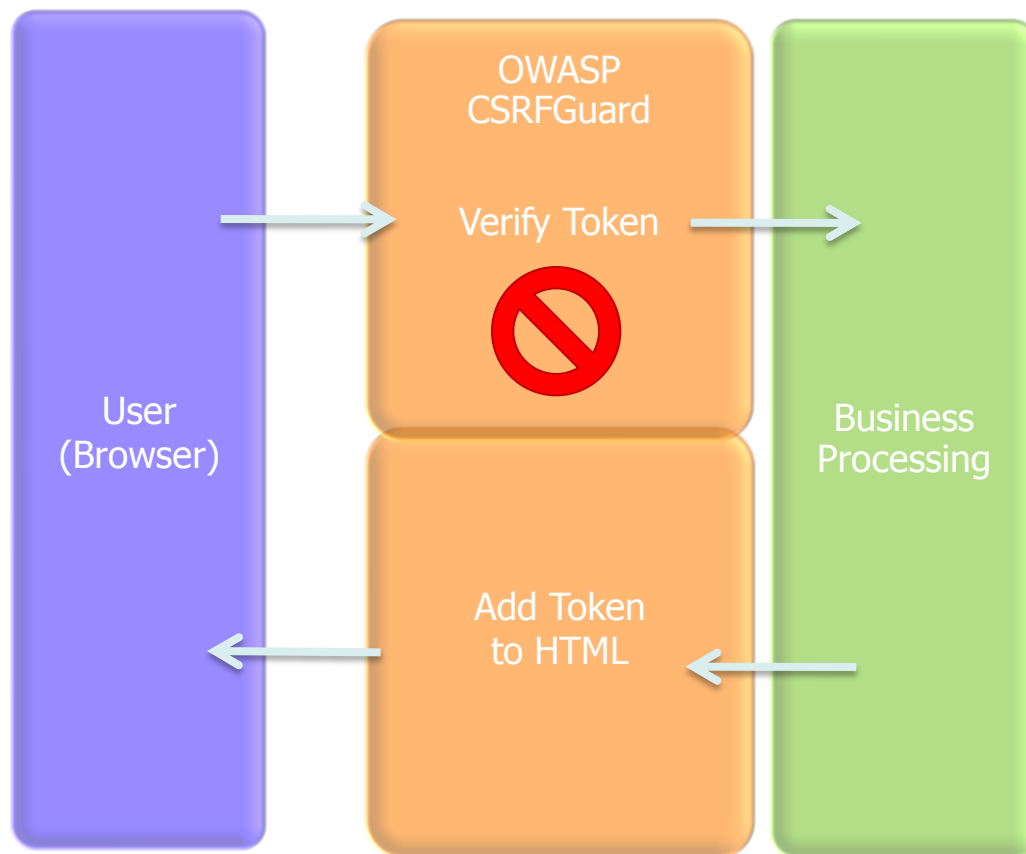 OWASP
CSRFGuard
Verify Token
User
(Browser)
Business
Processing
Add Token
to HTML